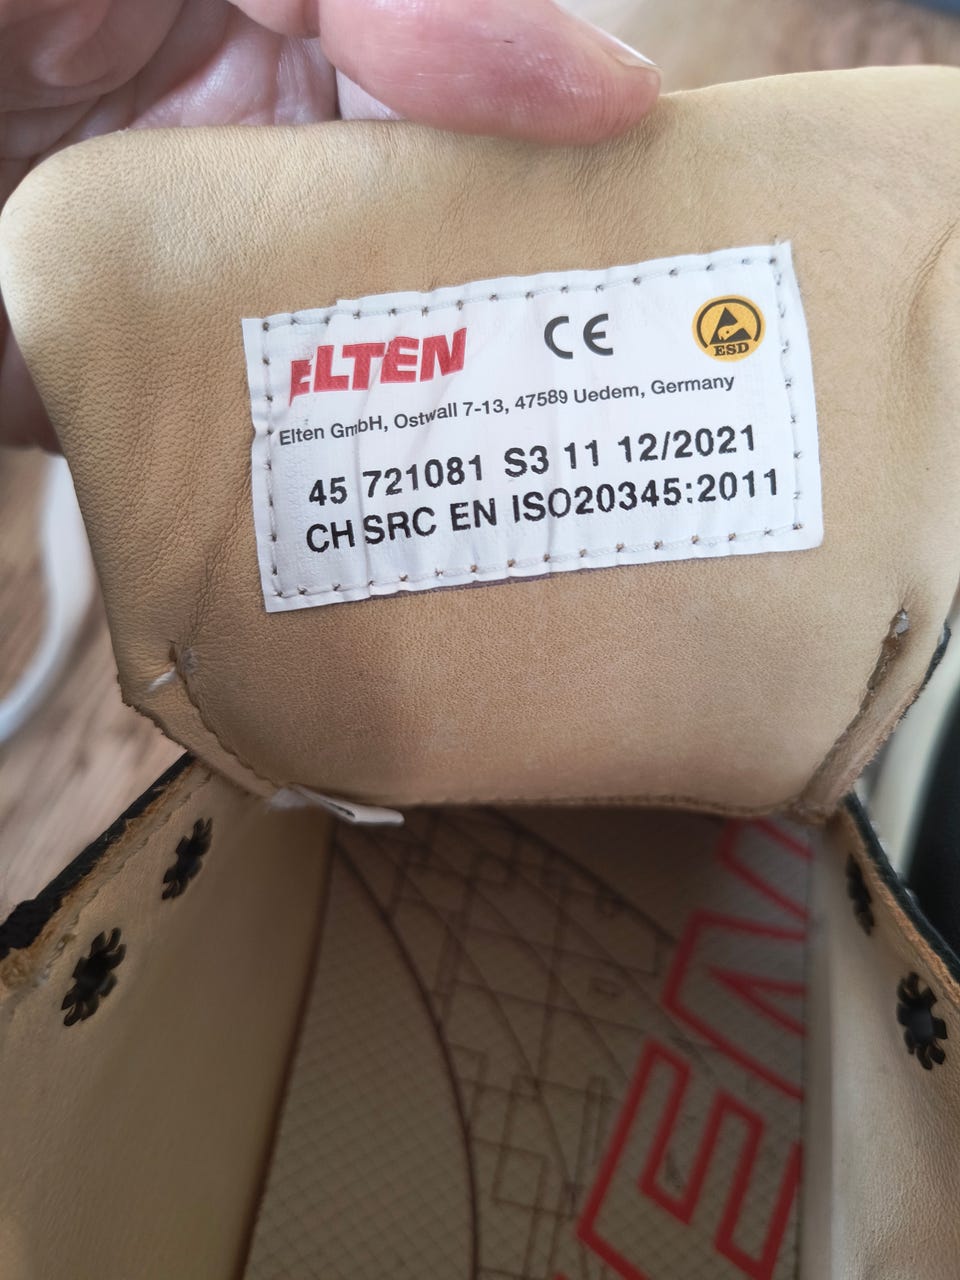 ELTEN CE ESD
Elten GmbH, Ostwall 7-13, 47589 Uedem, Germany
45 721081 S3 11 12/2021
CH SRC EN ISO20345:2011